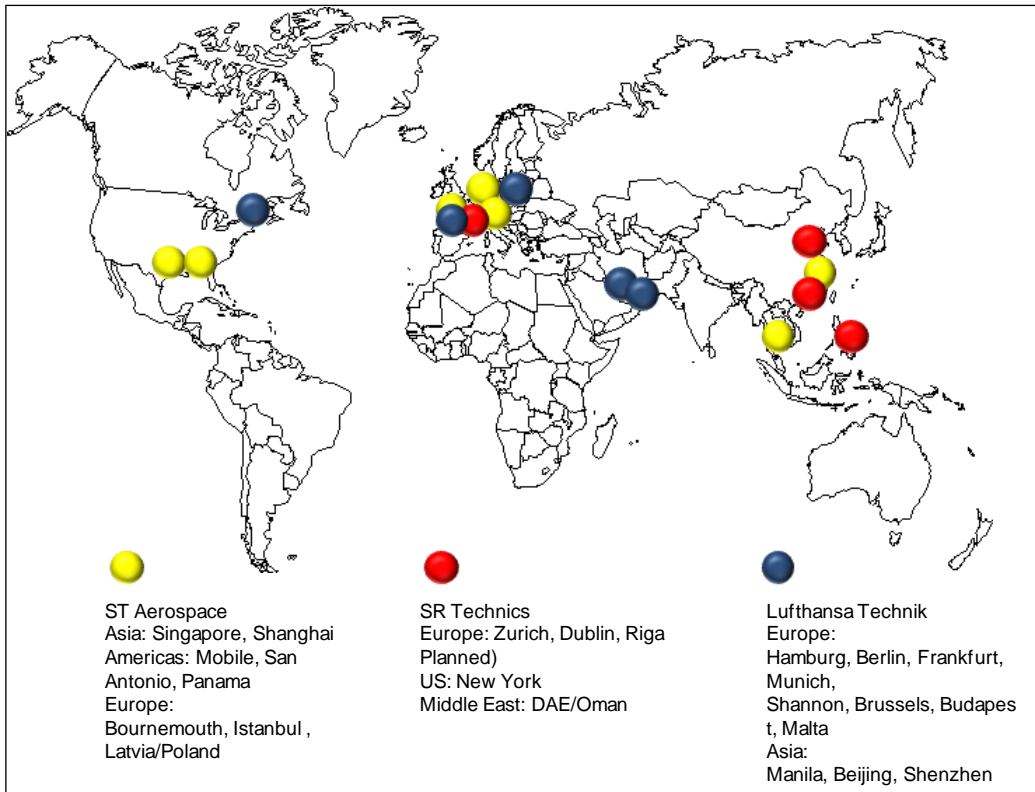 ST Aerospace
Asia: Singapore, Shanghai
Americas: Mobile, San
Antonio, Panama
Europe:
Bournemouth, Istanbul ,
Latvia/Poland
SR Technics
Europe: Zurich, Dublin, Riga
Planned)
US: New York
Middle East: DAE/Oman
Lufthansa Technik
Europe:
Hamburg, Berlin, Frankfurt,
Munich,
Shannon, Brussels, Budapes
t, Malta
Asia:
Manila, Beijing, Shenzhen